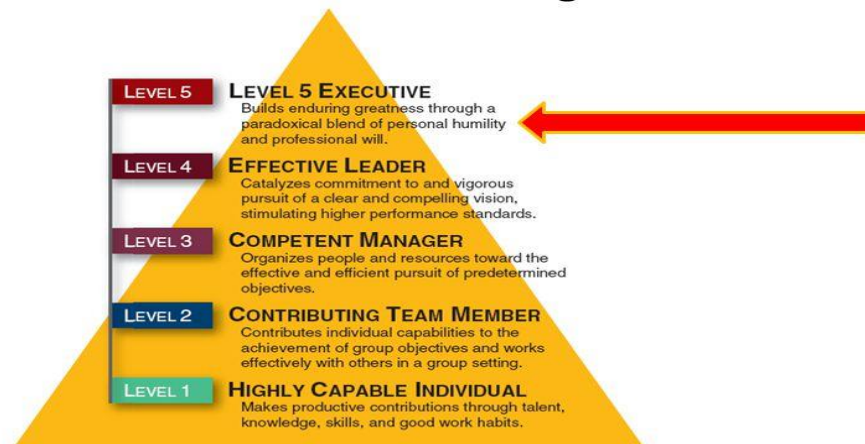 LEVEL 5
LEVEL 5 EXECUTIVE
Builds enduring greatness through a
paradoxical blend of personal humility
and professional will.
LEVEL 4
EFFECTIVE LEADER
Catalyzes commitment to and vigorous
pursuit of a clear and compelling vision,
stimulating higher performance standards.
LEVEL 3
COMPETENT MANAGER
Organizes people and resources toward the
effective and efficient pursuit of predetermined
objectives.
LEVEL 2
CONTRIBUTING TEAM MEMBER
Contributes individual capabilities to the
achievement of group objectives and works
effectively with others in a group setting.
LEVEL 1
HIGHLY CAPABLE INDIVIDUAL
Makes productive contributions through talent,
knowledge, skills, and good work habits.